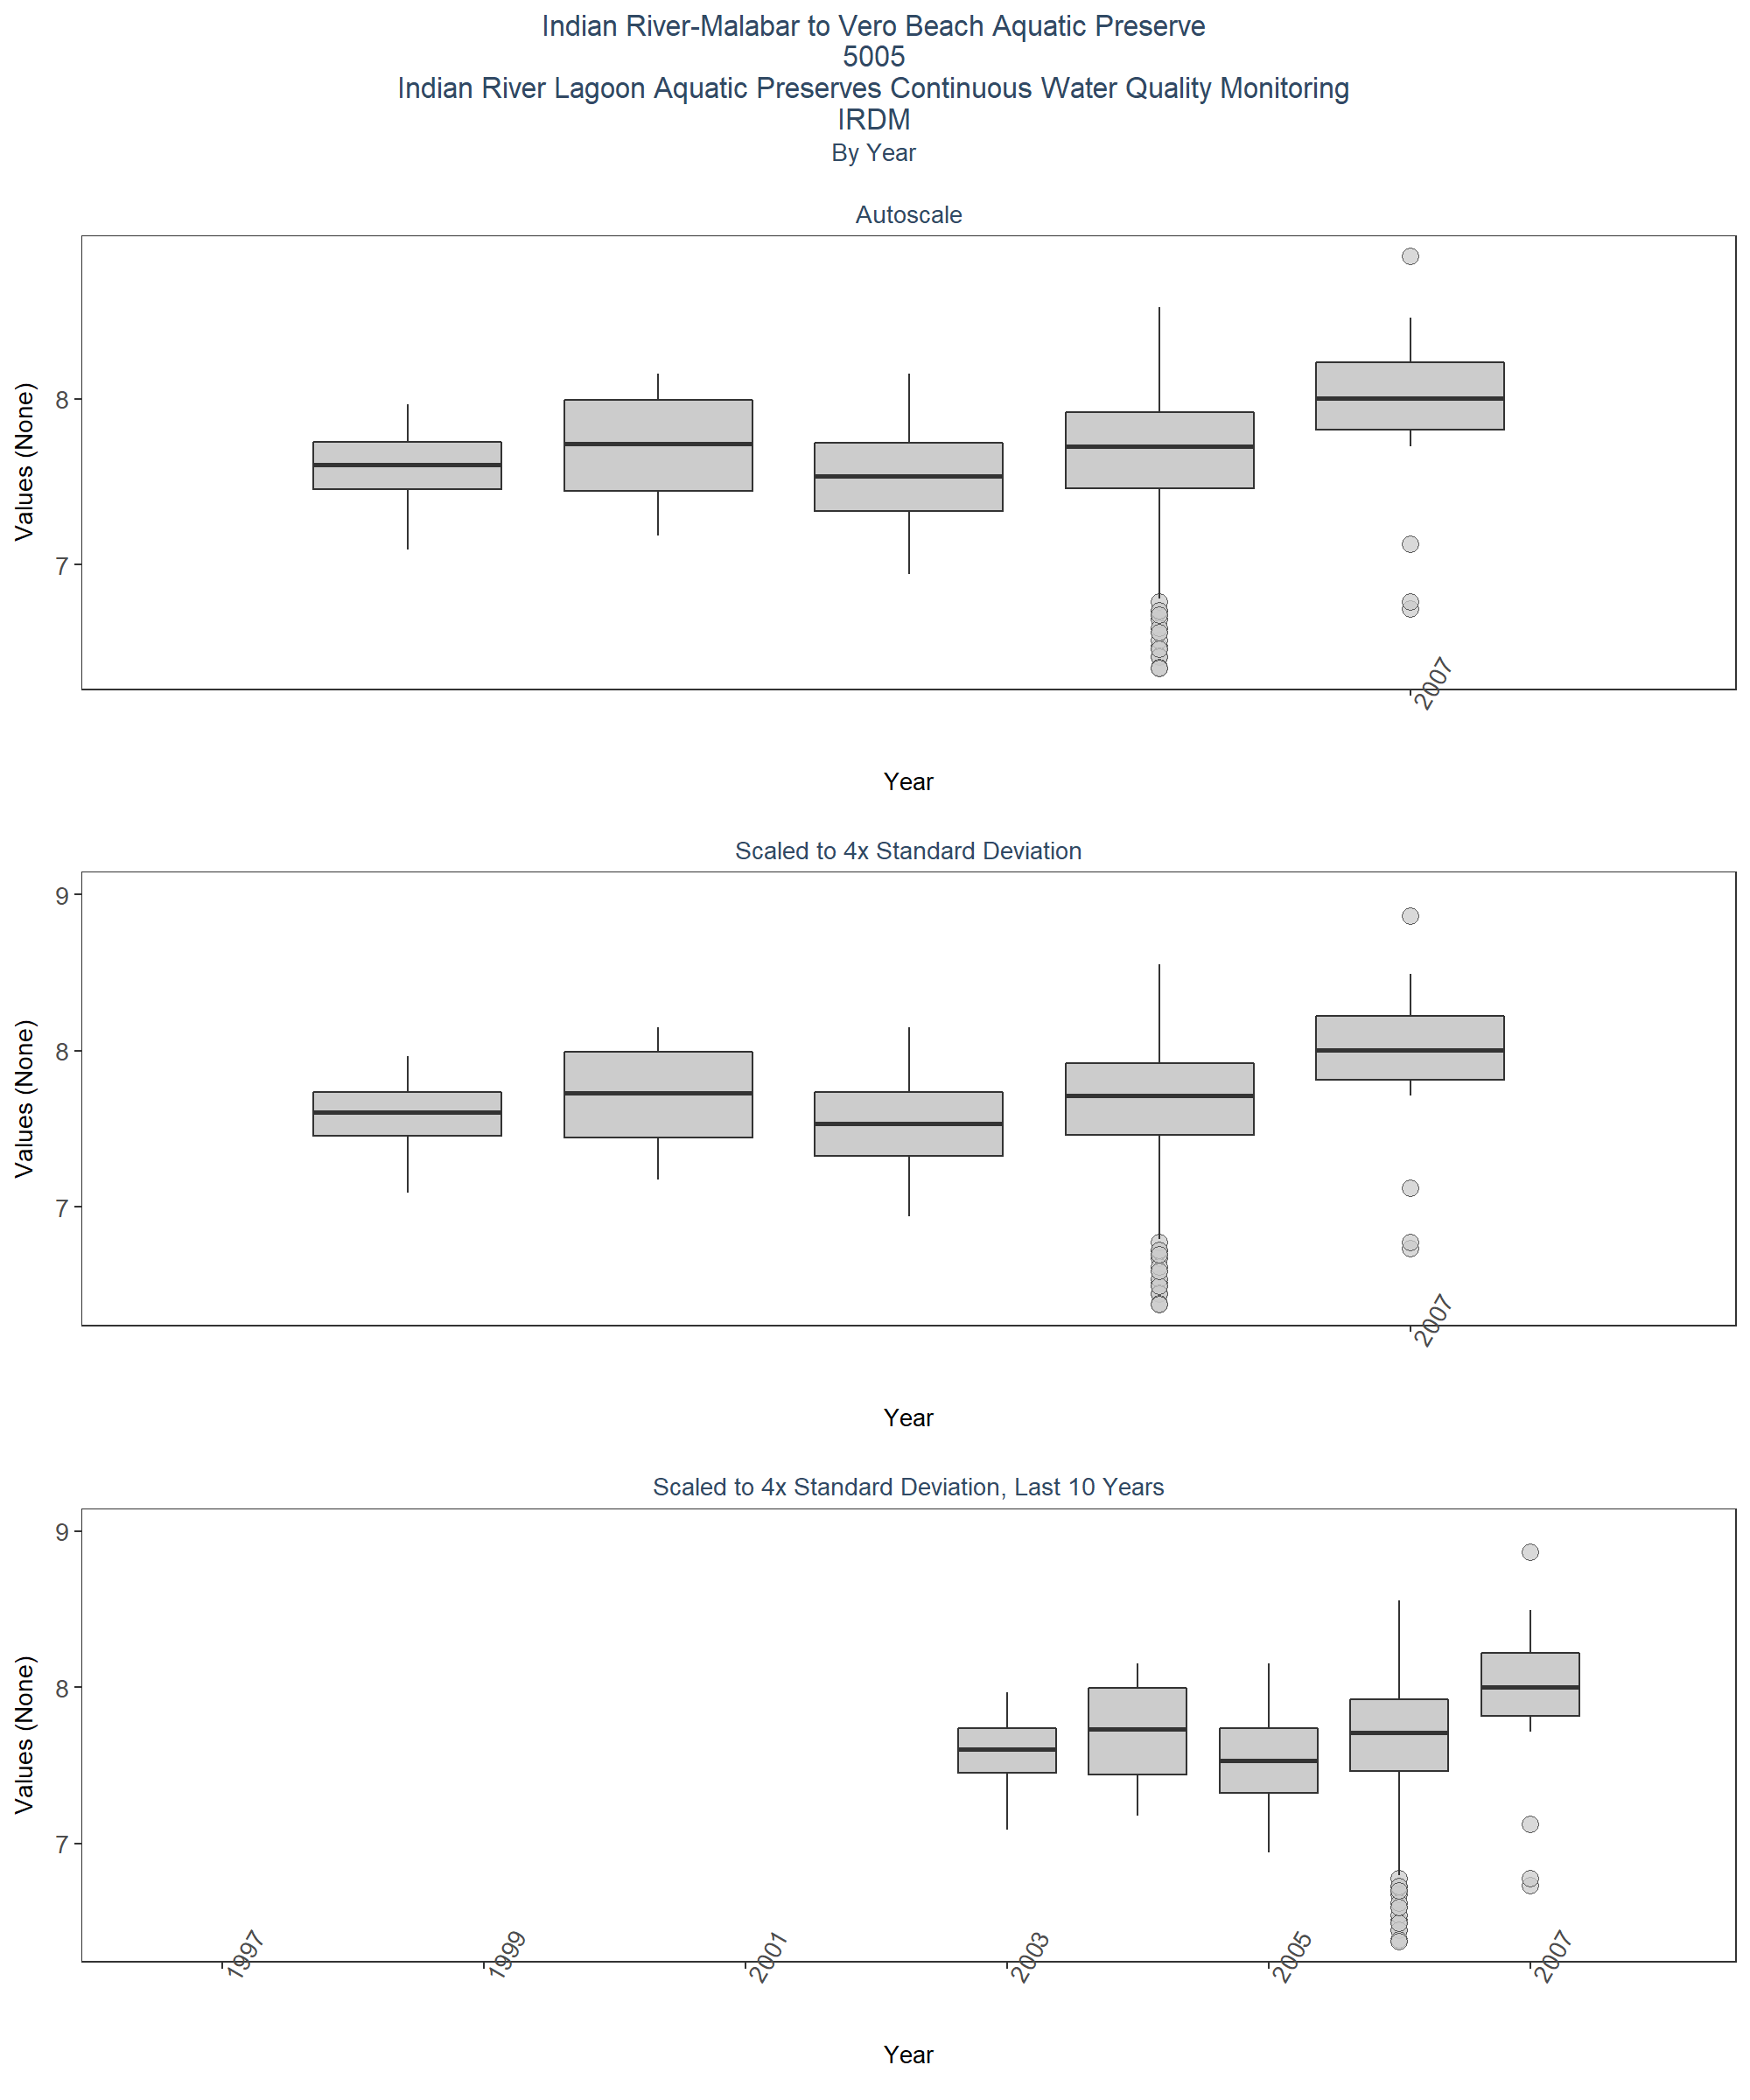 Indian River-Malabar to Vero Beach Aquatic Preserve
5005
Indian River Lagoon Aquatic Preserves Continuous Water Quality Monitoring
IRDM
By Year
Autoscale
Values (None)
8
7
2007
Year
Scaled to 4x Standard Deviation
Values (None)
9
8
7
2007
Year
Scaled to 4x Standard Deviation, Last 10 Years
Values (None)
9
8
7
1997 1999 2001 2003 2005 2007
Year